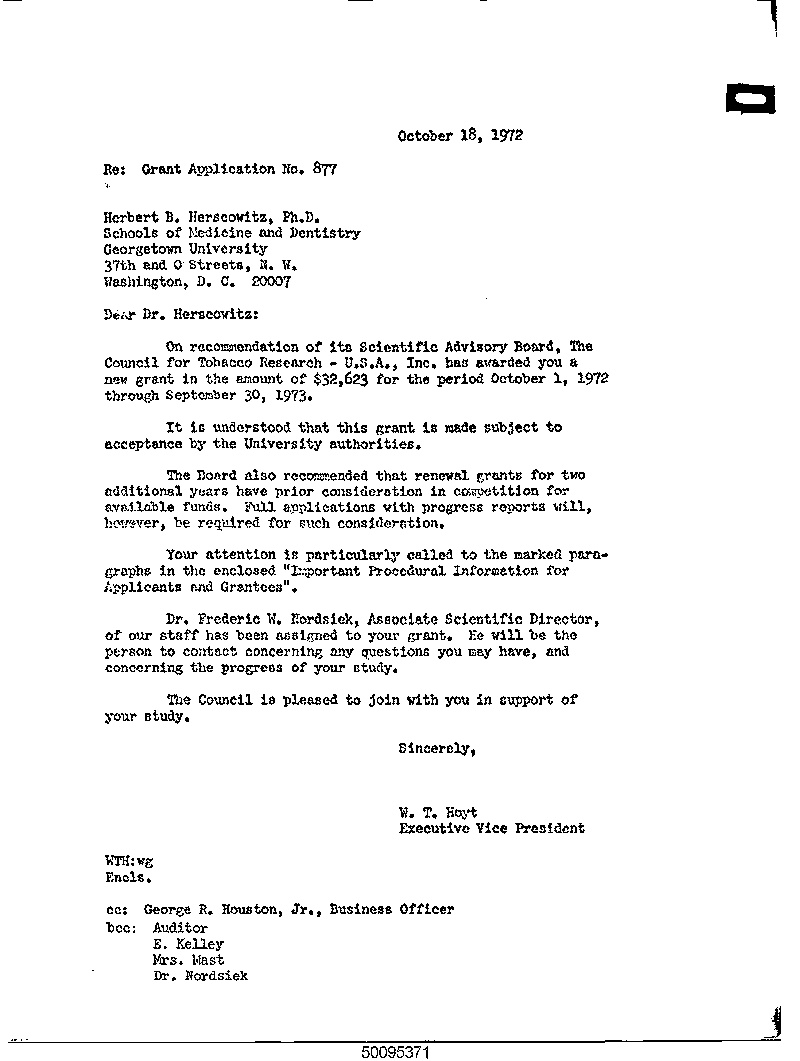 October 18, 1972
Re: Grant Application No. 877
Herbert B. Herscowitz, Ph.D.
Schools of Medicine and Dentistry
Georgetown University
37th and O Streets, N. W.
Washington, D. C. 20007
Dear Dr. Herscowitz:
On recommendation of its Scientific Advisory Board, The
Council for Tobacco Research - U.S.A., Inc. has awarded you a
new grant in the amount of $32,623 for the period October 1, 1972
through September 30, 1973.
It is understood that this grant is made subject to
acceptance by the University authorities.
The Board also recommended that renewal grants for two
additional years have prior consideration in competition for
available funds. Full applications with progress reports will,
however, be required for such consideration.
Your attention is particularly called to the marked para-
graphs in the enclosed "Important Procedural Information for
Applicants and Grantees".
Dr. Frederic W. Nordsiek, Associate Scientific Director,
of our staff has been assigned to your grant. He will be the
person to contact concerning any questions you may have, and
concerning the progress of your study.
The Council is pleased to join with you in support of
your study.
Sincerely,
W. T. Hoyt
Executive Vice President
WTH:wg
Encls.
cc: George R. Houston, Jr., Business Officer
bcc: Auditor
E. Kelley
Mrs. Mast
Dr. Nordsiek
50095371